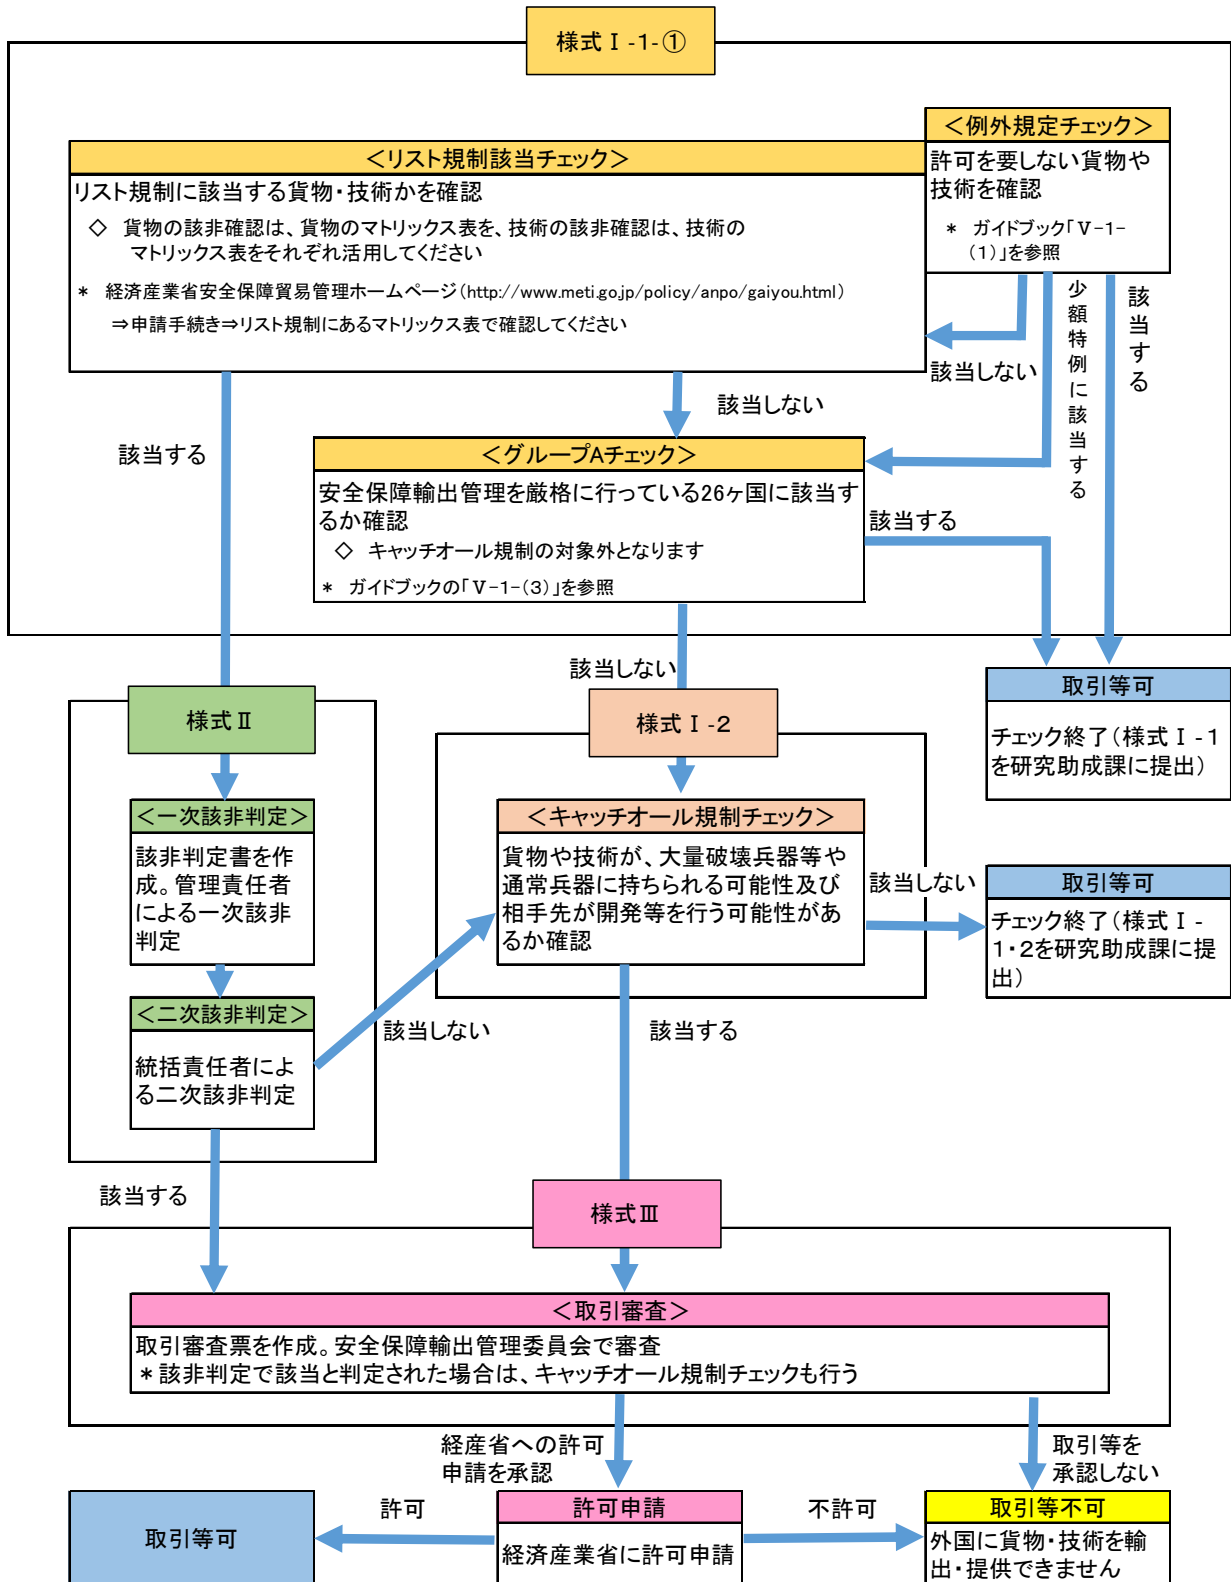 様式Ⅰ-1-①
＜例外規定チェック＞
許可を要しない貨物や
技術を確認
* ガイドブック「Ⅴ-1-
(1)」を参照
＜リスト規制該当チェック＞
リスト規制に該当する貨物・技術かを確認
◇ 貨物の該非確認は、貨物のマトリックス表を、技術の該非確認は、技術の
マトリックス表をそれぞれ活用してください
* 経済産業省安全保障貿易管理ホームページ(http://www.meti.go.jp/policy/anpo/gaiyou.html)
⇒申請手続き⇒リスト規制にあるマトリックス表で確認してください
該当しない
少額特例に該当する
該当する
該当しない
該当する
＜グループAチェック＞
安全保障輸出管理を厳格に行っている26ヶ国に該当す
るか確認
◇ キャッチオール規制の対象外となります
* ガイドブックの「Ⅴ-1-(3)」を参照
該当する
該当しない
取引等可
チェック終了(様式Ⅰ-1
を研究助成課に提出)
様式Ⅱ
様式Ⅰ-2
＜一次該非判定＞
該非判定書を作
成。管理責任者
による一次該非
判定
＜キャッチオール規制チェック＞
貨物や技術が、大量破壊兵器等や
通常兵器に持ちられる可能性及び
相手先が開発等を行う可能性があ
るか確認
該当しない
取引等可
チェック終了(様式Ⅰ-
1・2を研究助成課に提
出)
＜二次該非判定＞
統括責任者によ
る二次該非判定
該当しない
該当する
該当する
様式Ⅲ
＜取引審査＞
取引審査票を作成。安全保障輸出管理委員会で審査
*該非判定で該当と判定された場合は、キャッチオール規制チェックも行う
経産省への許可
申請を承認
取引等を
承認しない
取引等可
許可
許可申請
経済産業省に許可申請
不許可
取引等不可
外国に貨物・技術を輸
出・提供できません